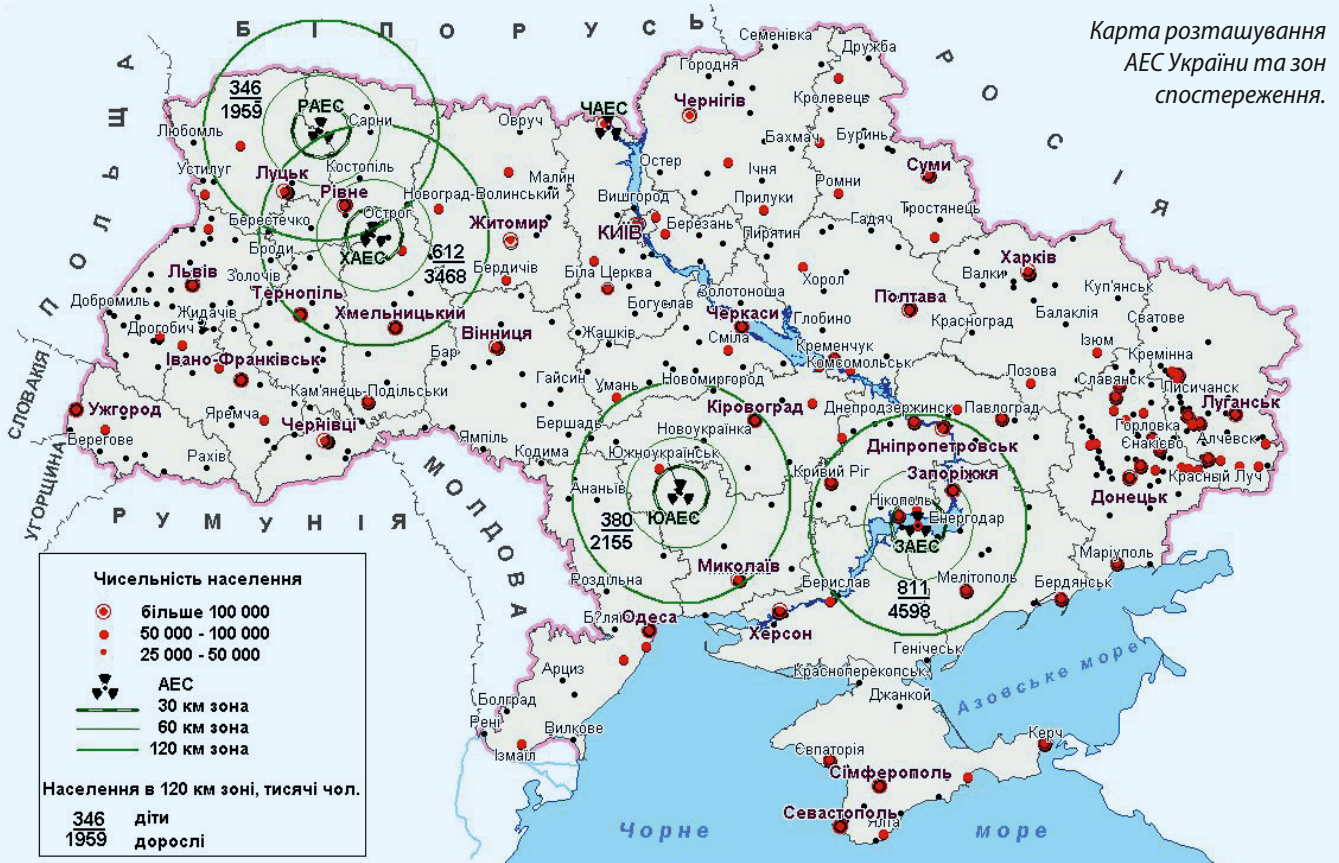 Карта розташування
АЕС України та зон
спостереження.
БІЛОРУСЬ
РОСІЯ
ПОЛЬЩА
СЛОВАКІЯ
УГОРЩИНА
РУМУНІЯ
МОЛДОВА
Семенівка
Дружба
Городня
346
1959
РАЕС
ЧАЕС
Чернігів
Кролевець
Сарни
Овруч
Любомль
Бахмач
Буринь
Костопіль
Остер
Суми
Устилуг
Луцьк
Малин
Ічня
Рівне
Новоград-Волинський
Вишгород
Прилуки
Ромни
Острог
Тростянець
Берестечко
Житомир
КИЇВ
Березань
Пирятин
Гадяч
Броди
ХАЕС
612
3468
Харків
Львів
Золочів
Бердичів
Біла Церква
Валки
Хорол
Куп'янськ
Добромиль
Тернопіль
Богуслав
Золотоноша
Полтава
Жидачів
Хмельницький
Глобино
Балаклія
Дрогобич
Черкаси
Красноград
Сватове
Вінниця
Жашків
Сміла
Ізюм
Івано-Франківськ
Бар
Кременчук
Кремінна
Комсомольськ
Гайсин
Новомиргород
Лозова
Славянск
Кам'янець-Подільськи
Умань
Лисичанск
Ужгород
Яремча
Кіровоград
Днепродзержинск
Павлоград
Луганськ
Чернівці
Бершадь
Новоукраїнка
Горловка
Берегове
Ямпіль
Дніпропетровськ
Єнакієво
Алчевск
Кодима
Южноукраїнськ
Рахів
Кривий Ріг
Запоріжжя
Красный Луч
Ананьїв
Донецьк
Нікополь
380
2155
ЮАЕС
Енергодар
ЗАЕС
Маріуполь
Миколаїв
Роздільна
Берислав
811
4598
Мелітополь
Бердянськ
Б?ляї
Одеса
Херсон
Генічеськ
Арциз
Красноперекопськ
Азовське море
Болград
Джанкой
Рені
Вилкове
Ізмаїл
Керч
Євпаторія
Сімферополь
Севастополь
Ялта
Чорне море
Чисельність населення
більше 100 000
50 000 - 100 000
25 000 - 50 000
АЕС
30 км зона
60 км зона
120 км зона
Населення в 120 км зоні, тисячі чол.
346 діти
1959 дорослі